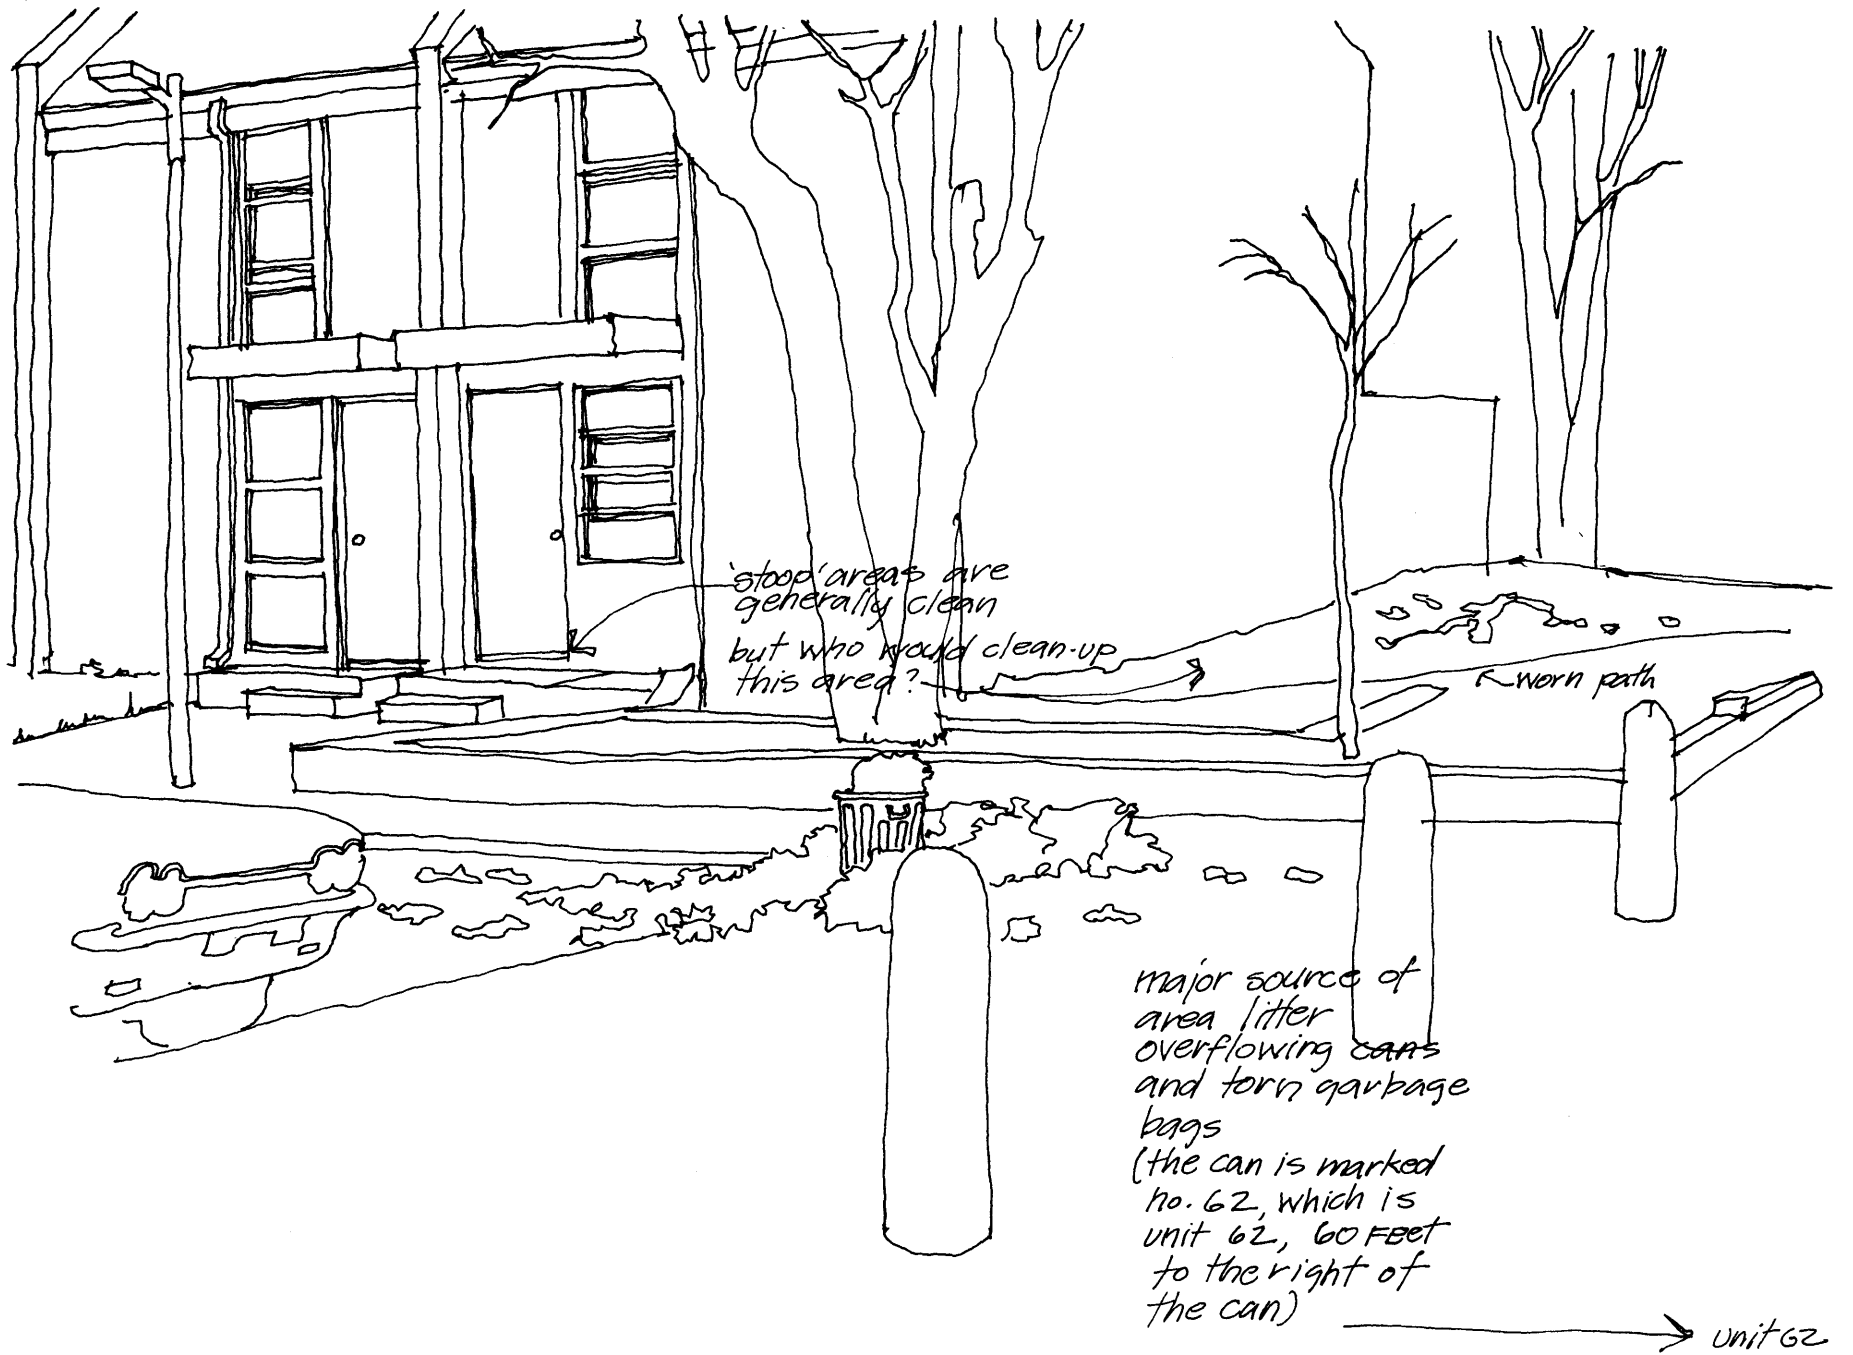 'stoop' areas are
generally clean
but who would clean-up
this area?
worn path
major source of
area litter
overflowing cans
and torn garbage
bags
(the can is marked
no. 62, which is
unit 62, 60 FEET
to the right of
the can)
unit 62